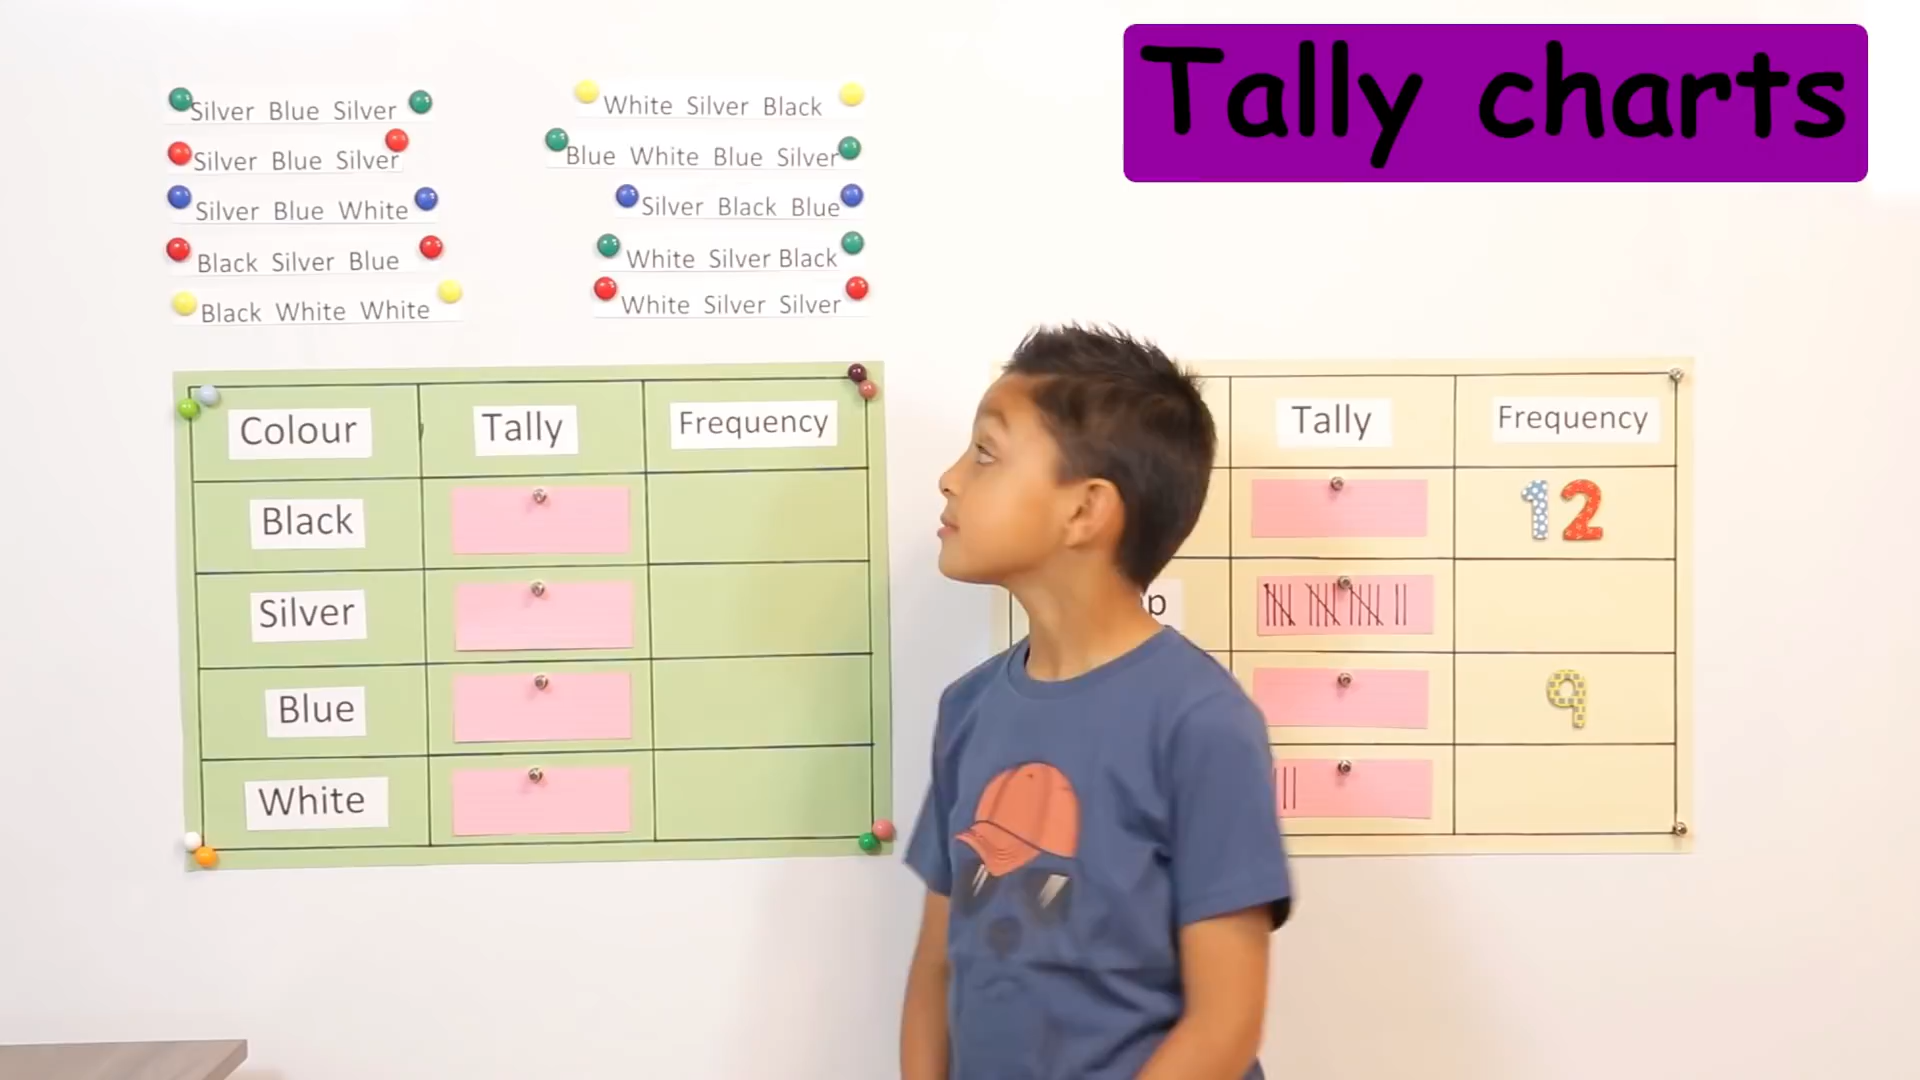 Tally charts
Silver Blue Silver
Silver Blue Silver
Silver Blue White
Black Silver Blue
Black White White
White Silver Black
Blue White Blue Silver
Silver Black Blue
White Silver Black
White Silver Silver
Colour Tally Frequency
Black
Silver
Blue
White
Tally Frequency
12
9